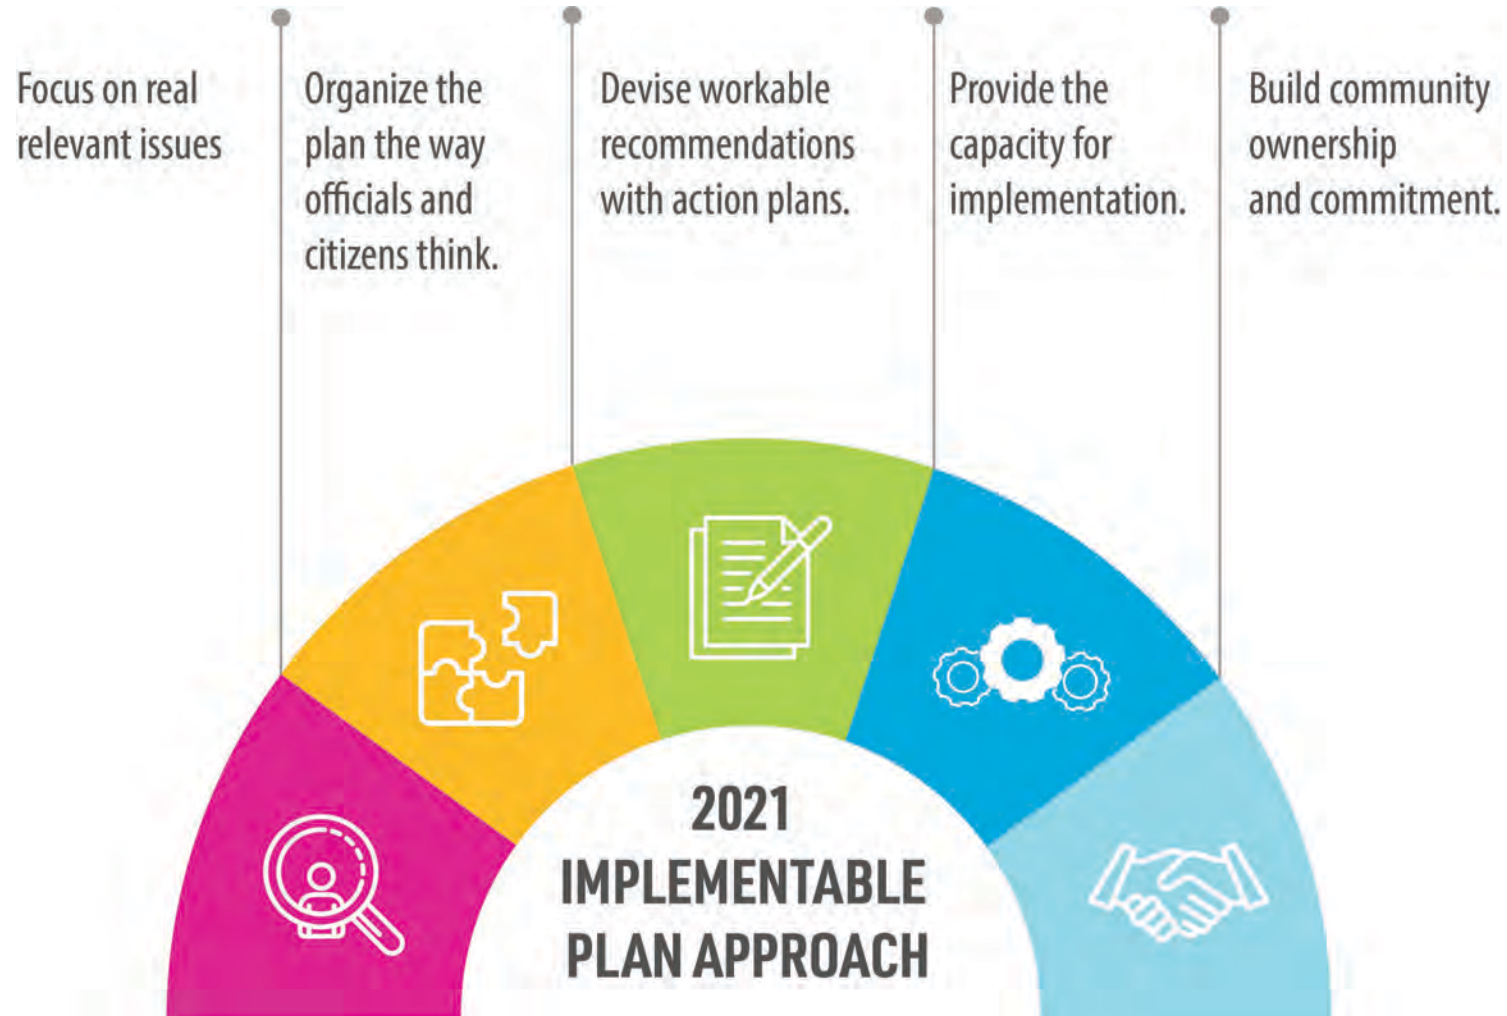 Focus on real
relevant issues
Organize the
plan the way
officials and
citizens think.
Devise workable
recommendations
with action plans.
Provide the
capacity for
implementation.
Build community
ownership
and commitment.
2021
IMPLEMENTABLE
PLAN APPROACH